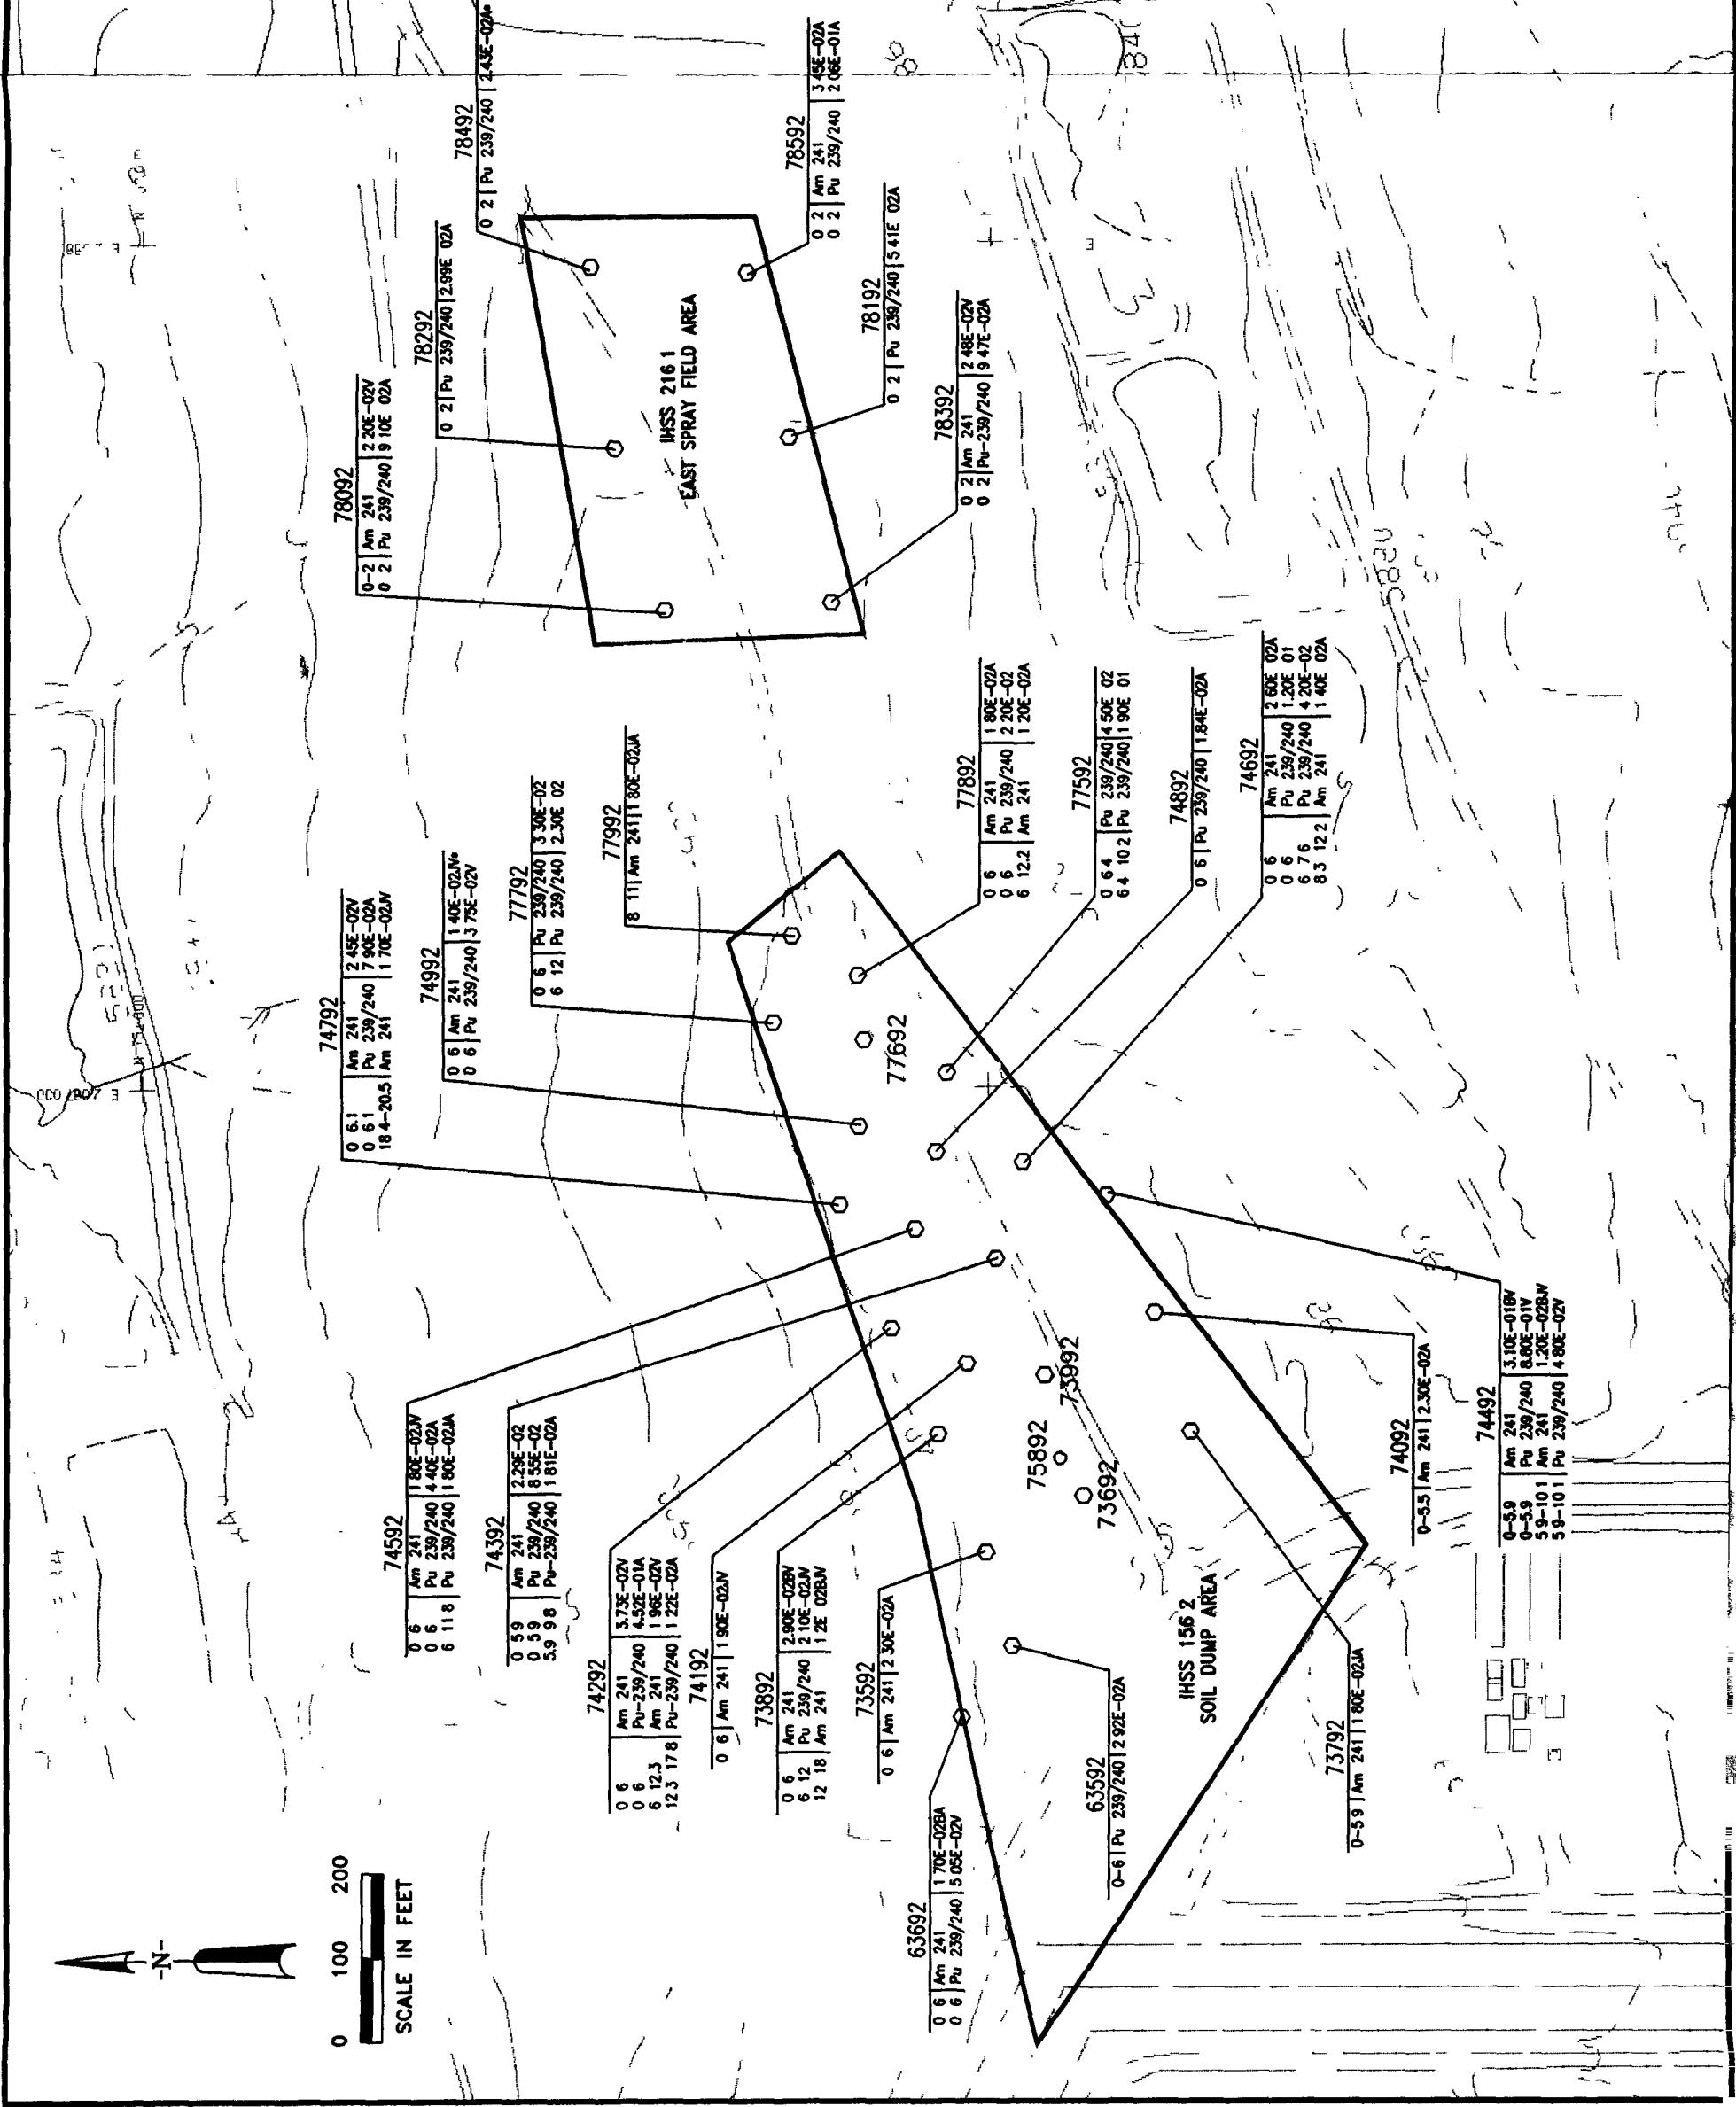 -N-
0 100 200
SCALE IN FEET
74792
0 6.1 | Am 241 | 2 45E-02V
0 6 1 | Pu 239/240 | 7 90E-02A
18 4-20.5 | Am 241 | 1 70E-02JV
78092
0-2 | Am 241 | 2 20E-02V
0 2 | Pu 239/240 | 9 10E 02A
78292
0 2 | Pu 239/240 | 2.99E 02A
78492
0 2 | Pu 239/240 | 2.43E-02A*
74592
0 6 | Am 241 | 1 80E-02JV
0 6 | Pu 239/240 | 4 40E-02A
6 11 8 | Pu 239/240 | 1 80E-02JA
74992
0 6 | Am 241 | 1 40E-02JV*
0 6 | Pu 239/240 | 3 75E-02V
74392
0 5 9 | Am 241 | 2.29E-02
0 5 9 | Pu 239/240 | 8 55E-02
5.9 9 8 | Pu-239/240 | 1 81E-02A
77792
0 6 | Pu 239/240 | 3 30E-02
6 12 | Pu 239/240 | 2.30E 02
74292
0 6 | Am 241 | 3.73E-02V
0 6 | Pu-239/240 | 4.52E-01A
6 12.3 | Am 241 | 1 96E-02V
12 3 17 8 | Pu-239/240 | 1 22E-02A
77992
8 11 | Am 241 | 1 80E-02JA
74192
0 6 | Am 241 | 1 90E-02JV
IHSS 216 1
EAST SPRAY FIELD AREA
73892
0 6 | Am 241 | 2.90E-02BV
6 12 | Pu 239/240 | 2 10E-02JV
12 18 | Am 241 | 1 2E 02BJV
78592
0 2 | Am 241 | 3 45E-02A
0 2 | Pu 239/240 | 2 06E-01A
73592
0 6 | Am 241 | 2 30E-02A
77692
78192
0 2 | Pu 239/240 | 5 41E 02A
63692
0 6 | Am 241 | 1 70E-02BA
0 6 | Pu 239/240 | 5 05E-02V
78392
0 2 | Am 241 | 2 48E-02V
0 2 | Pu-239/240 | 9 47E-02A
77892
0 6 | Am 241 | 1 80E-02A
0 6 | Pu 239/240 | 2 20E-02
6 12.2 | Am 241 | 1 20E-02A
75892
73992
73692
63592
0-6 | Pu 239/240 | 2 92E-02A
77592
0 6 4 | Pu 239/240 | 4 50E 02
6 4 10 2 | Pu 239/240 | 1 90E 01
IHSS 156 2
SOIL DUMP AREA
74892
0 6 | Pu 239/240 | 1.84E-02A
74692
0 6 | Am 241 | 2 60E 02A
0 6 | Pu 239/240 | 1.20E 01
6 7 6 | Pu 239/240 | 4 20E-02
8 3 12 2 | Am 241 | 1 40E 02A
73792
0-5 9 | Am 241 | 1 80E-02JA
74092
0-5.5 | Am 241 | 2.30E-02A
74492
0-5.9 | Am 241 | 3.10E-01BV
0-5.9 | Pu 239/240 | 8.80E-01V
5 9-10 1 | Am 241 | 1.20E-02BJV
5 9-10 1 | Pu 239/240 | 4 80E-02V